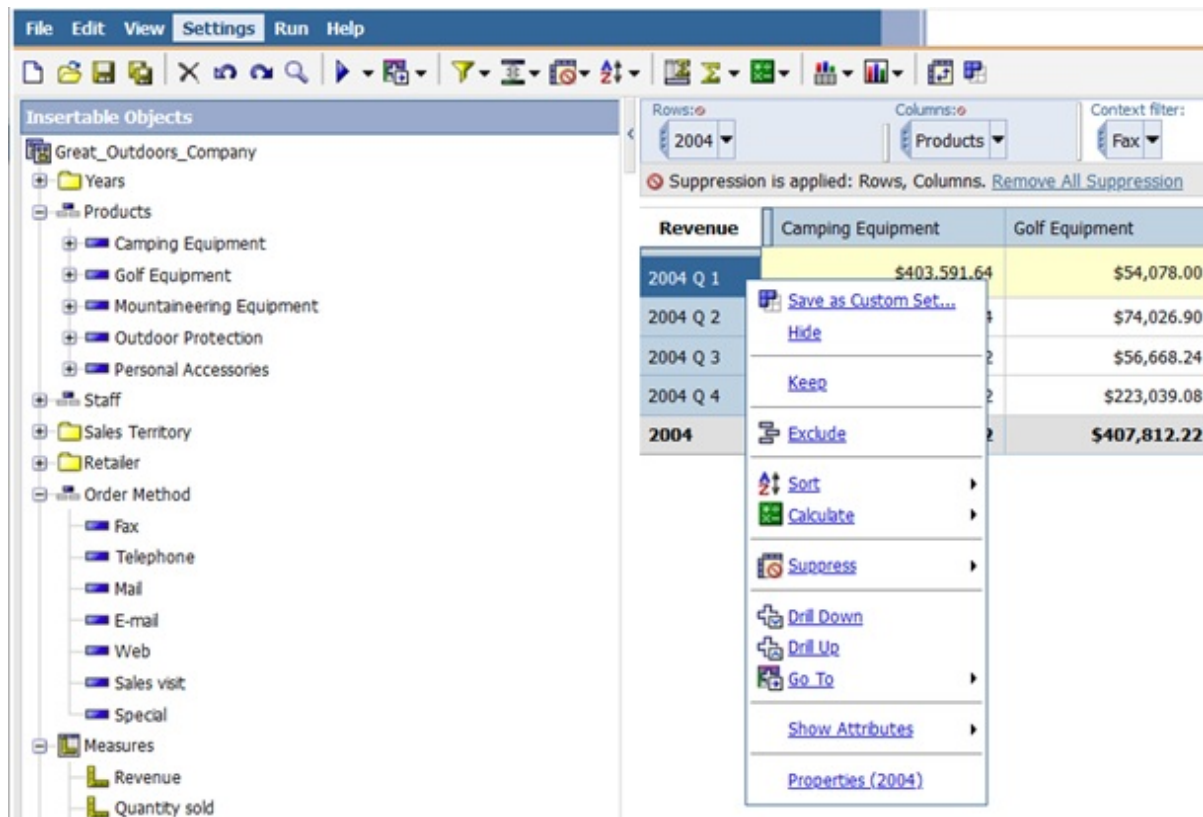 File Edit View Settings Run Help
Insertable Objects
Great_Outdoors_Company
Years
Products
Camping Equipment
Golf Equipment
Mountaineering Equipment
Outdoor Protection
Personal Accessories
Staff
Sales Territory
Retailer
Order Method
Fax
Telephone
Mail
E-mail
Web
Sales visit
Special
Measures
Revenue
Quantity sold
Rows: Columns: Context filter:
2004 Products Fax
Suppression is applied: Rows, Columns. Remove All Suppression
Revenue Camping Equipment Golf Equipment
2004 Q 1 $403,591.64 $54,078.00
2004 Q 2 4 $74,026.90
2004 Q 3 2 $56,668.24
2004 Q 4 2 $223,039.08
2004 2 $407,812.22
Save as Custom Set...
Hide
Keep
Exclude
Sort
Calculate
Suppress
Drill Down
Drill Up
Go To
Show Attributes
Properties (2004)